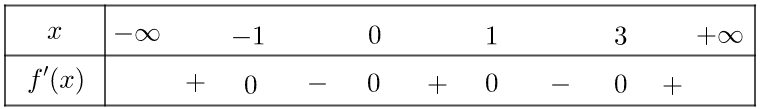 x −∞ −1 0 1 3 +∞
f′(x) + 0 − 0 + 0 − 0 +